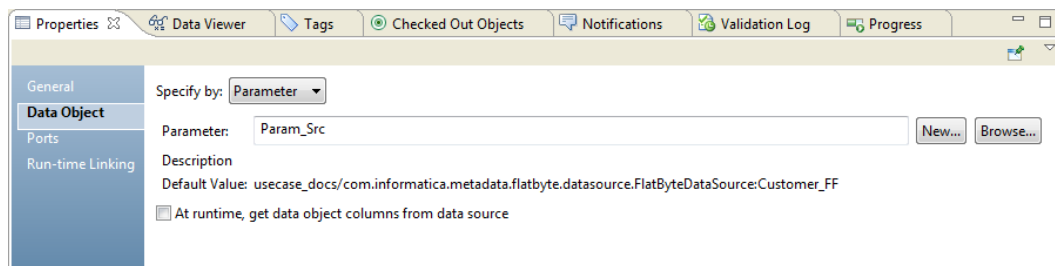 Properties Data Viewer Tags Checked Out Objects Notifications Validation Log Progress
General
Data Object
Ports
Run-time Linking
Specify by: Parameter
Parameter: Param_Src New... Browse...
Description
Default Value: usecase_docs/com.informatica.metadata.flatbyte.datasource.FlatByteDataSource:Customer_FF
At runtime, get data object columns from data source